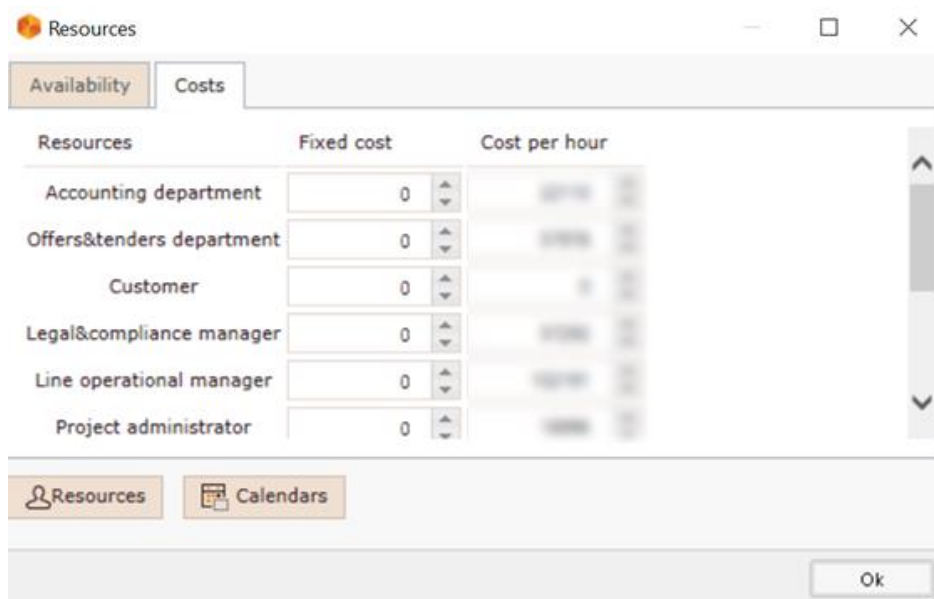 Resources
Availability Costs
Resources Fixed cost Cost per hour
Accounting department 0
Offers&tenders department 0
Customer 0
Legal&compliance manager 0
Line operational manager 0
Project administrator 0
Resources Calendars
Ok